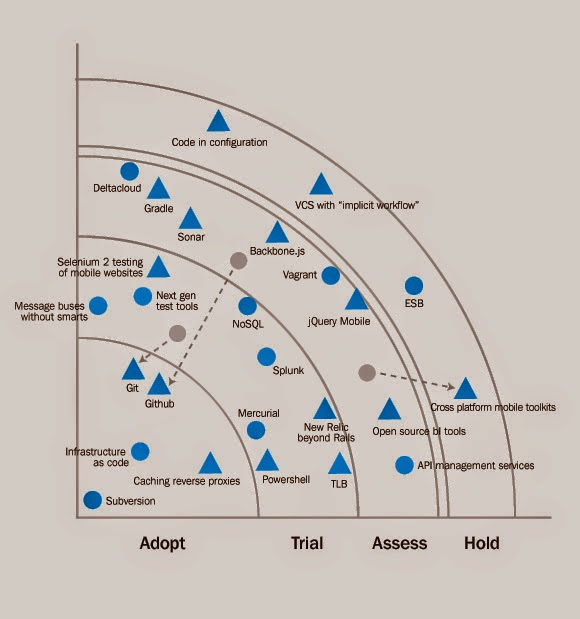 Code in configuration
Deltacloud
Gradle
VCS with “implicit workflow”
Sonar
Backbone.js
Selenium 2 testing
of mobile websites
Vagrant
Next gen
test tools
ESB
Message buses
without smarts
NoSQL
jQuery Mobile
Splunk
Git
Github
Cross platform mobile toolkits
Mercurial
New Relic
beyond Rails
Open source bI tools
Infrastructure
as code
API management services
Caching reverse proxies
Powershell
TLB
Subversion
Adopt
Trial
Assess
Hold